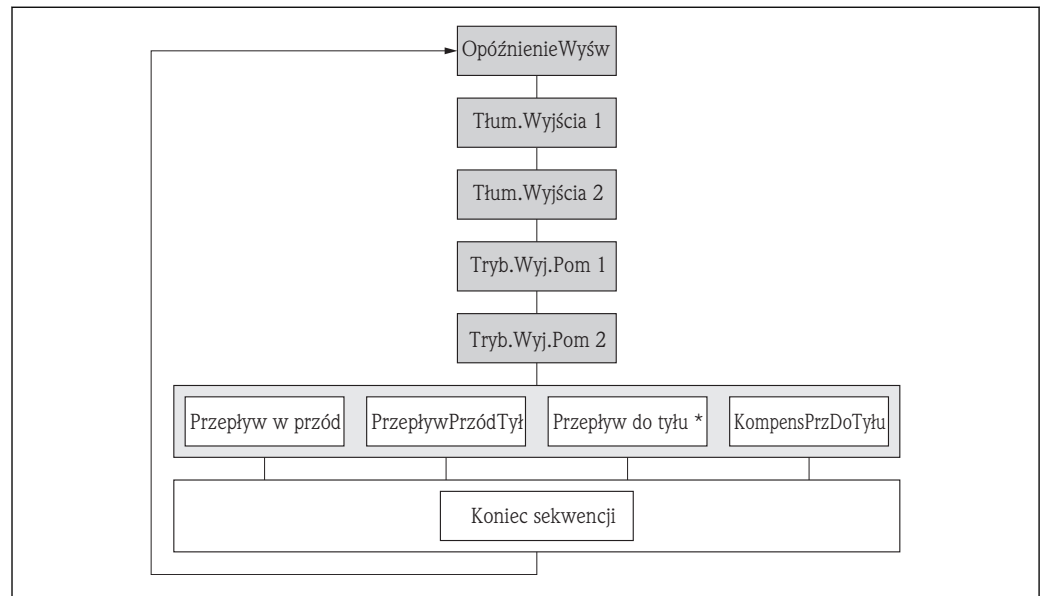 OpóźnienieWyśw
Tłum.Wyjścia 1
Tłum.Wyjścia 2
Tryb.Wyj.Pom 1
Tryb.Wyj.Pom 2
Przepływ w przód
PrzepływPrzódTył
Przepływ do tyłu *
KompensPrzDoTyłu
Koniec sekwencji